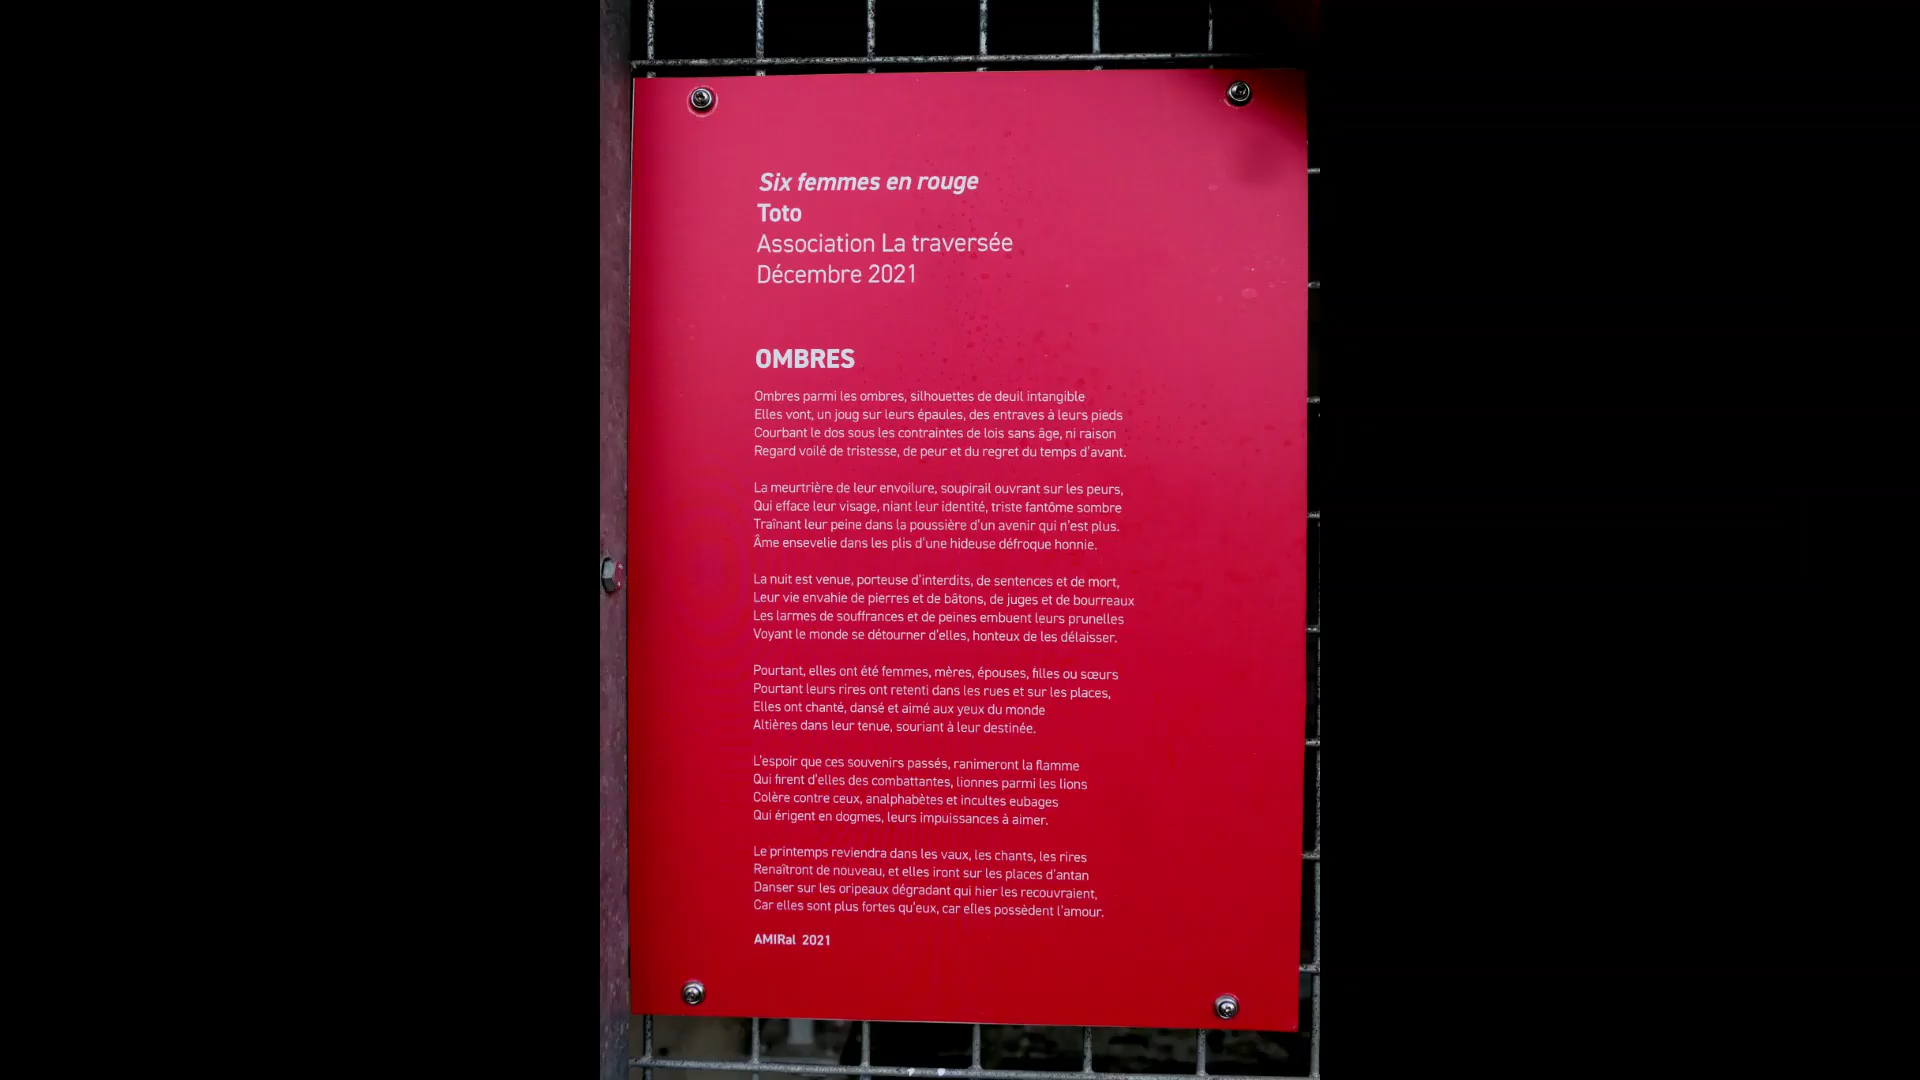 Six femmes en rouge
Toto
Association La traversée
Décembre 2021
OMBRES
Ombres parmi les ombres, silhouettes de deuil intangible
Elles vont, un joug sur leurs épaules, des entraves à leurs pieds
Courbant le dos sous les contraintes de lois sans âge, ni raison
Regard voilé de tristesse, de peur et du regret du temps d'avant.
La meurtrière de leur envoilure, soupirail ouvrant sur les peurs,
Qui efface leur visage, niant leur identité, triste fantôme sombre
Traînant leur peine dans la poussière d'un avenir qui n'est plus.
Âme ensevelie dans les plis d'une hideuse défroque honnie.
La nuit est venue, porteuse d'interdits, de sentences et de mort,
Leur vie envahie de pierres et de bâtons, de juges et de bourreaux
Les larmes de souffrances et de peines embuent leurs prunelles
Voyant le monde se détourner d'elles, honteux de les délaisser.
Pourtant, elles ont été femmes, mères, épouses, filles ou sœurs
Pourtant leurs rires ont retenti dans les rues et sur les places,
Elles ont chanté, dansé et aimé aux yeux du monde
Altières dans leur tenue, souriant à leur destinée.
L'espoir que ces souvenirs passés, ranimeront la flamme
Qui firent d'elles des combattantes, lionnes parmi les lions
Colère contre ceux, analphabètes et incultes eubages
Qui érigent en dogmes, leurs impuissances à aimer.
Le printemps reviendra dans les vaux, les chants, les rires
Renaîtront de nouveau, et elles iront sur les places d'antan
Danser sur les oripeaux dégradant qui hier les recouvraient,
Car elles sont plus fortes qu'eux, car elles possèdent l'amour.
AMIRal 2021